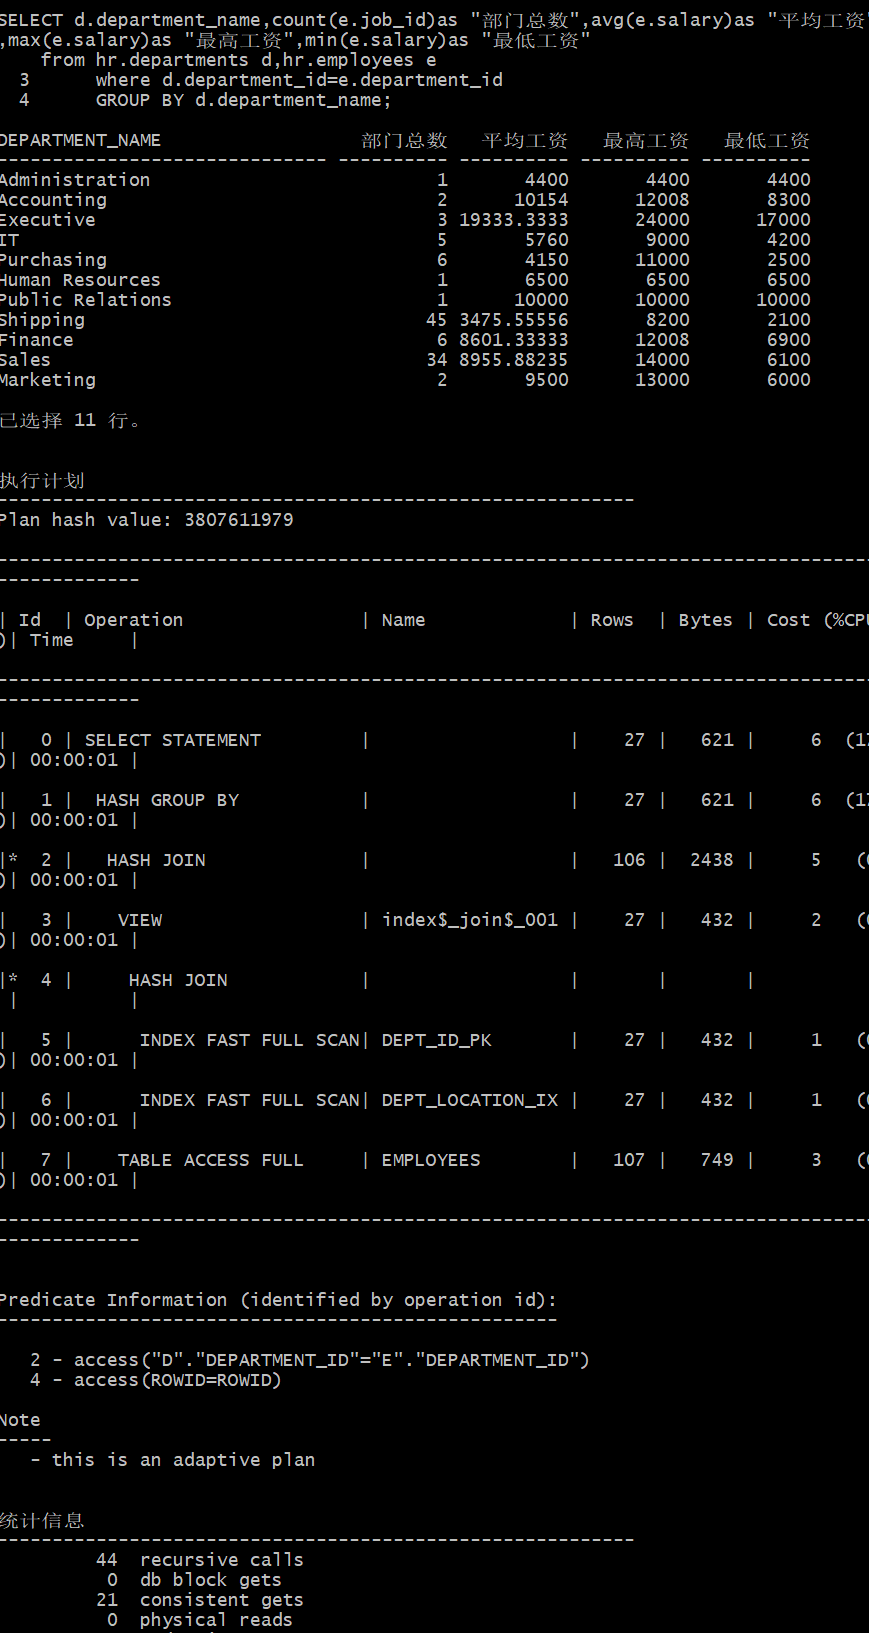 SELECT d.department_name,count(e.job_id)as "部门总数",avg(e.salary)as "平均工资"
,max(e.salary)as "最高工资",min(e.salary)as "最低工资"
from hr.departments d,hr.employees e
3 where d.department_id=e.department_id
4 GROUP BY d.department_name;
DEPARTMENT_NAME 部门总数 平均工资 最高工资 最低工资
------------------------------ ---------- ---------- ---------- ----------
Administration 1 4400 4400 4400
Accounting 2 10154 12008 8300
Executive 3 19333.3333 24000 17000
IT 5 5760 9000 4200
Purchasing 6 4150 11000 2500
Human Resources 1 6500 6500 6500
Public Relations 1 10000 10000 10000
Shipping 45 3475.55556 8200 2100
Finance 6 8601.33333 12008 6900
Sales 34 8955.88235 14000 6100
Marketing 2 9500 13000 6000
已选择 11 行。
执行计划
----------------------------------------------------------
Plan hash value: 3807611979
--------------------------------------------------------------------------------
-------------
| Id | Operation | Name | Rows | Bytes | Cost (%CPU
)| Time |
--------------------------------------------------------------------------------
-------------
| 0 | SELECT STATEMENT | | 27 | 621 | 6 (17
)| 00:00:01 |
| 1 | HASH GROUP BY | | 27 | 621 | 6 (17
)| 00:00:01 |
|* 2 | HASH JOIN | | 106 | 2438 | 5 (0
)| 00:00:01 |
| 3 | VIEW | index$_join$_001 | 27 | 432 | 2 (0
)| 00:00:01 |
|* 4 | HASH JOIN | | | |
| |
| 5 | INDEX FAST FULL SCAN| DEPT_ID_PK | 27 | 432 | 1 (0
)| 00:00:01 |
| 6 | INDEX FAST FULL SCAN| DEPT_LOCATION_IX | 27 | 432 | 1 (0
)| 00:00:01 |
| 7 | TABLE ACCESS FULL | EMPLOYEES | 107 | 749 | 3 (0
)| 00:00:01 |
--------------------------------------------------------------------------------
-------------
Predicate Information (identified by operation id):
---------------------------------------------------
2 - access("D"."DEPARTMENT_ID"="E"."DEPARTMENT_ID")
4 - access(ROWID=ROWID)
Note
-----
- this is an adaptive plan
统计信息
----------------------------------------------------------
44 recursive calls
0 db block gets
21 consistent gets
0 physical reads